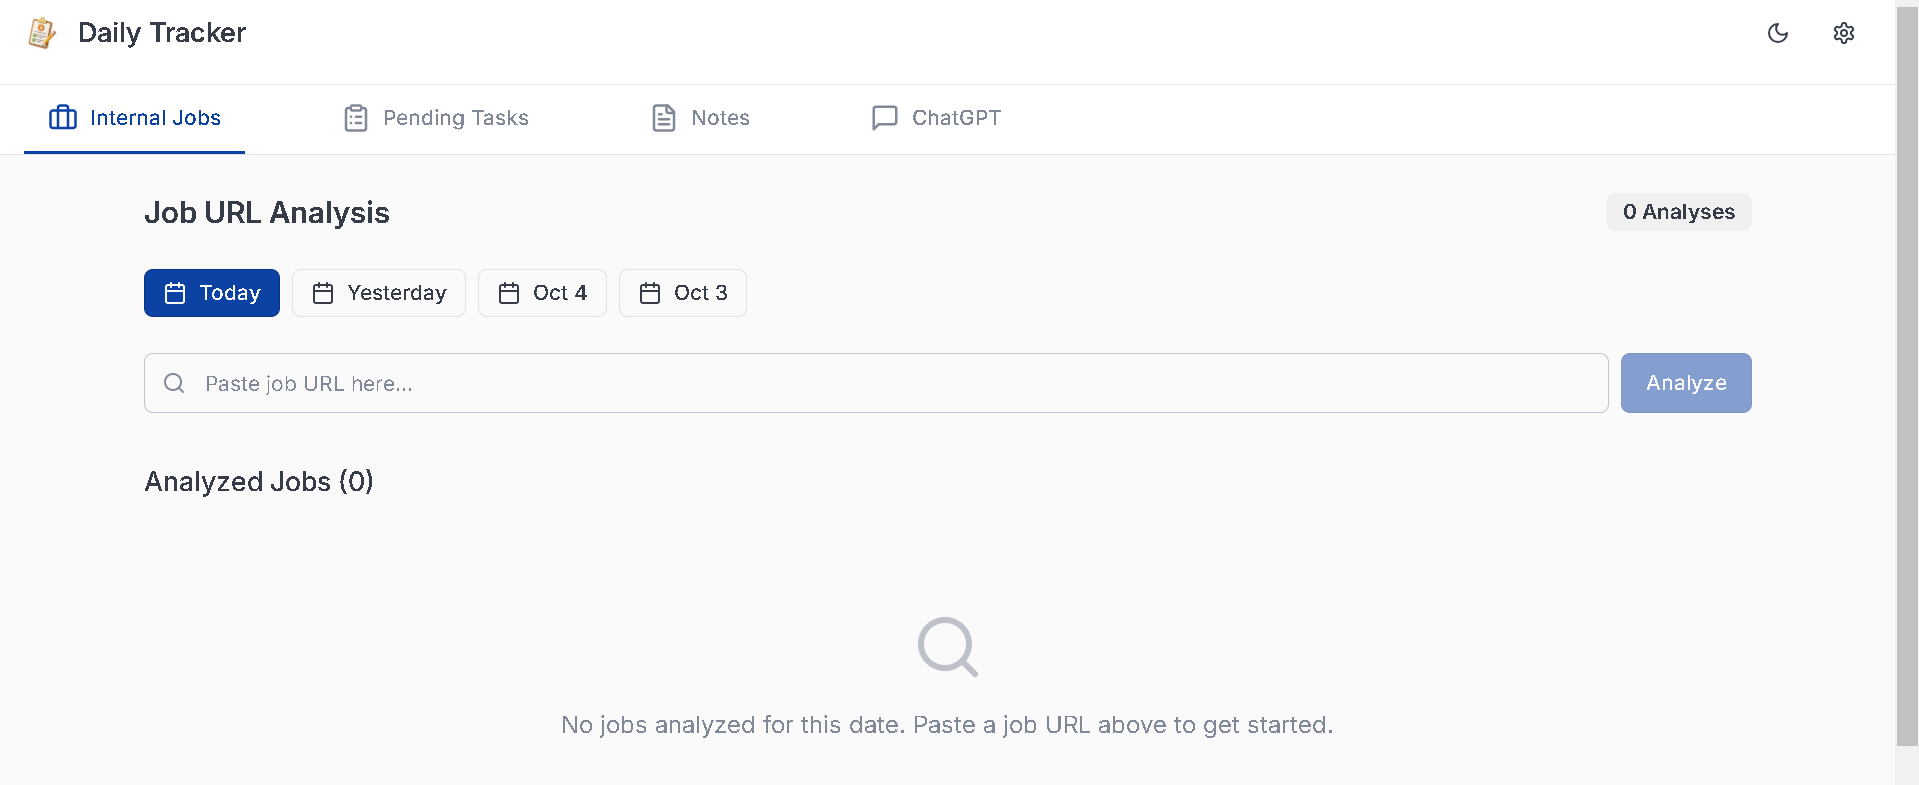 Daily Tracker
Internal Jobs
Pending Tasks
Notes
ChatGPT
Job URL Analysis
0 Analyses
Today
Yesterday
Oct 4
Oct 3
Paste job URL here...
Analyze
Analyzed Jobs (0)
No jobs analyzed for this date. Paste a job URL above to get started.